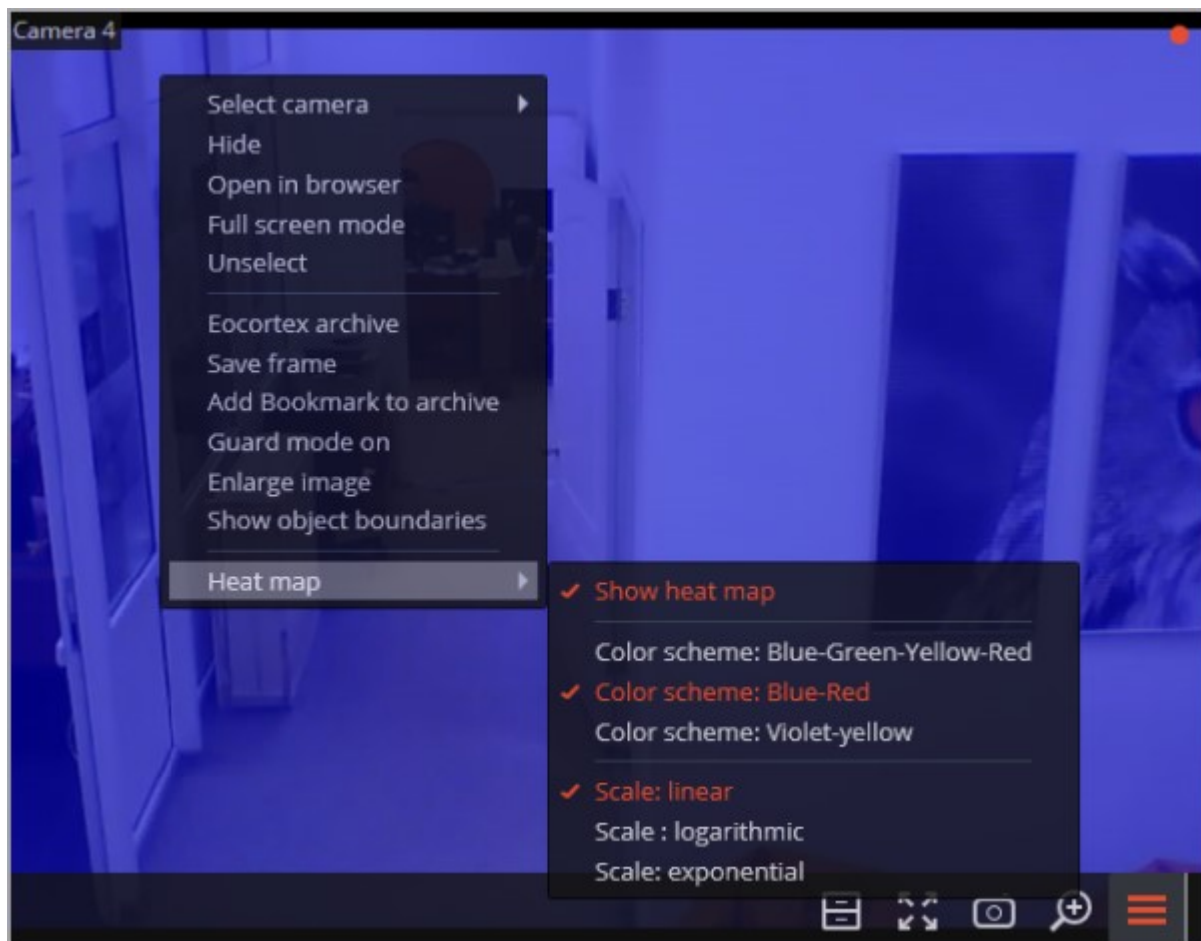 Camera 4
Select camera
Hide
Open in browser
Full screen mode
Unselect
Eocortex archive
Save frame
Add Bookmark to archive
Guard mode on
Enlarge image
Show object boundaries
Heat map
Show heat map
Color scheme: Blue-Green-Yellow-Red
Color scheme: Blue-Red
Color scheme: Violet-yellow
Scale: linear
Scale : logarithmic
Scale: exponential